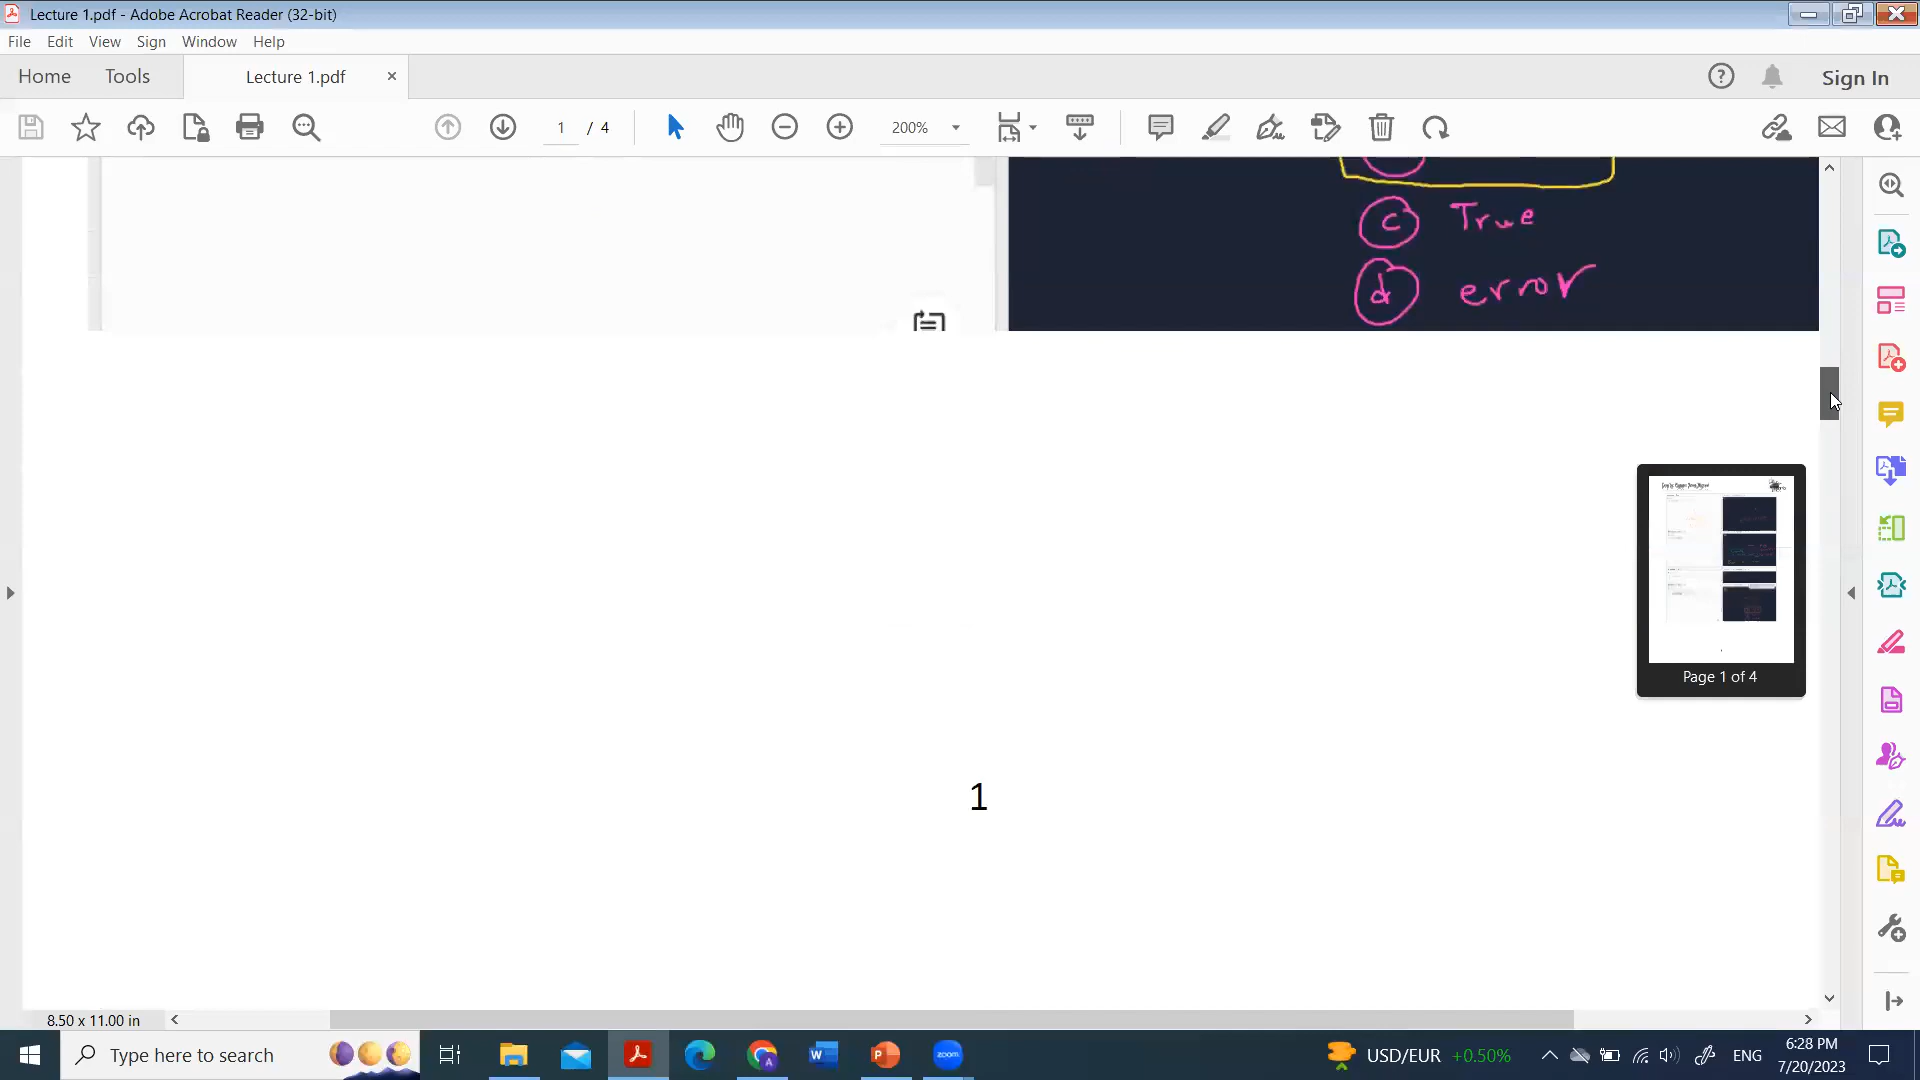 Lecture 1.pdf - Adobe Acrobat Reader (32-bit)
File Edit View Sign Window Help
Home Tools Lecture 1.pdf × Sign In
1 / 4 200%
c True
d error
Page 1 of 4
1
8.50 x 11.00 in
Type here to search
zoom
USD/EUR +0.50%
ENG
6:28 PM
7/20/2023